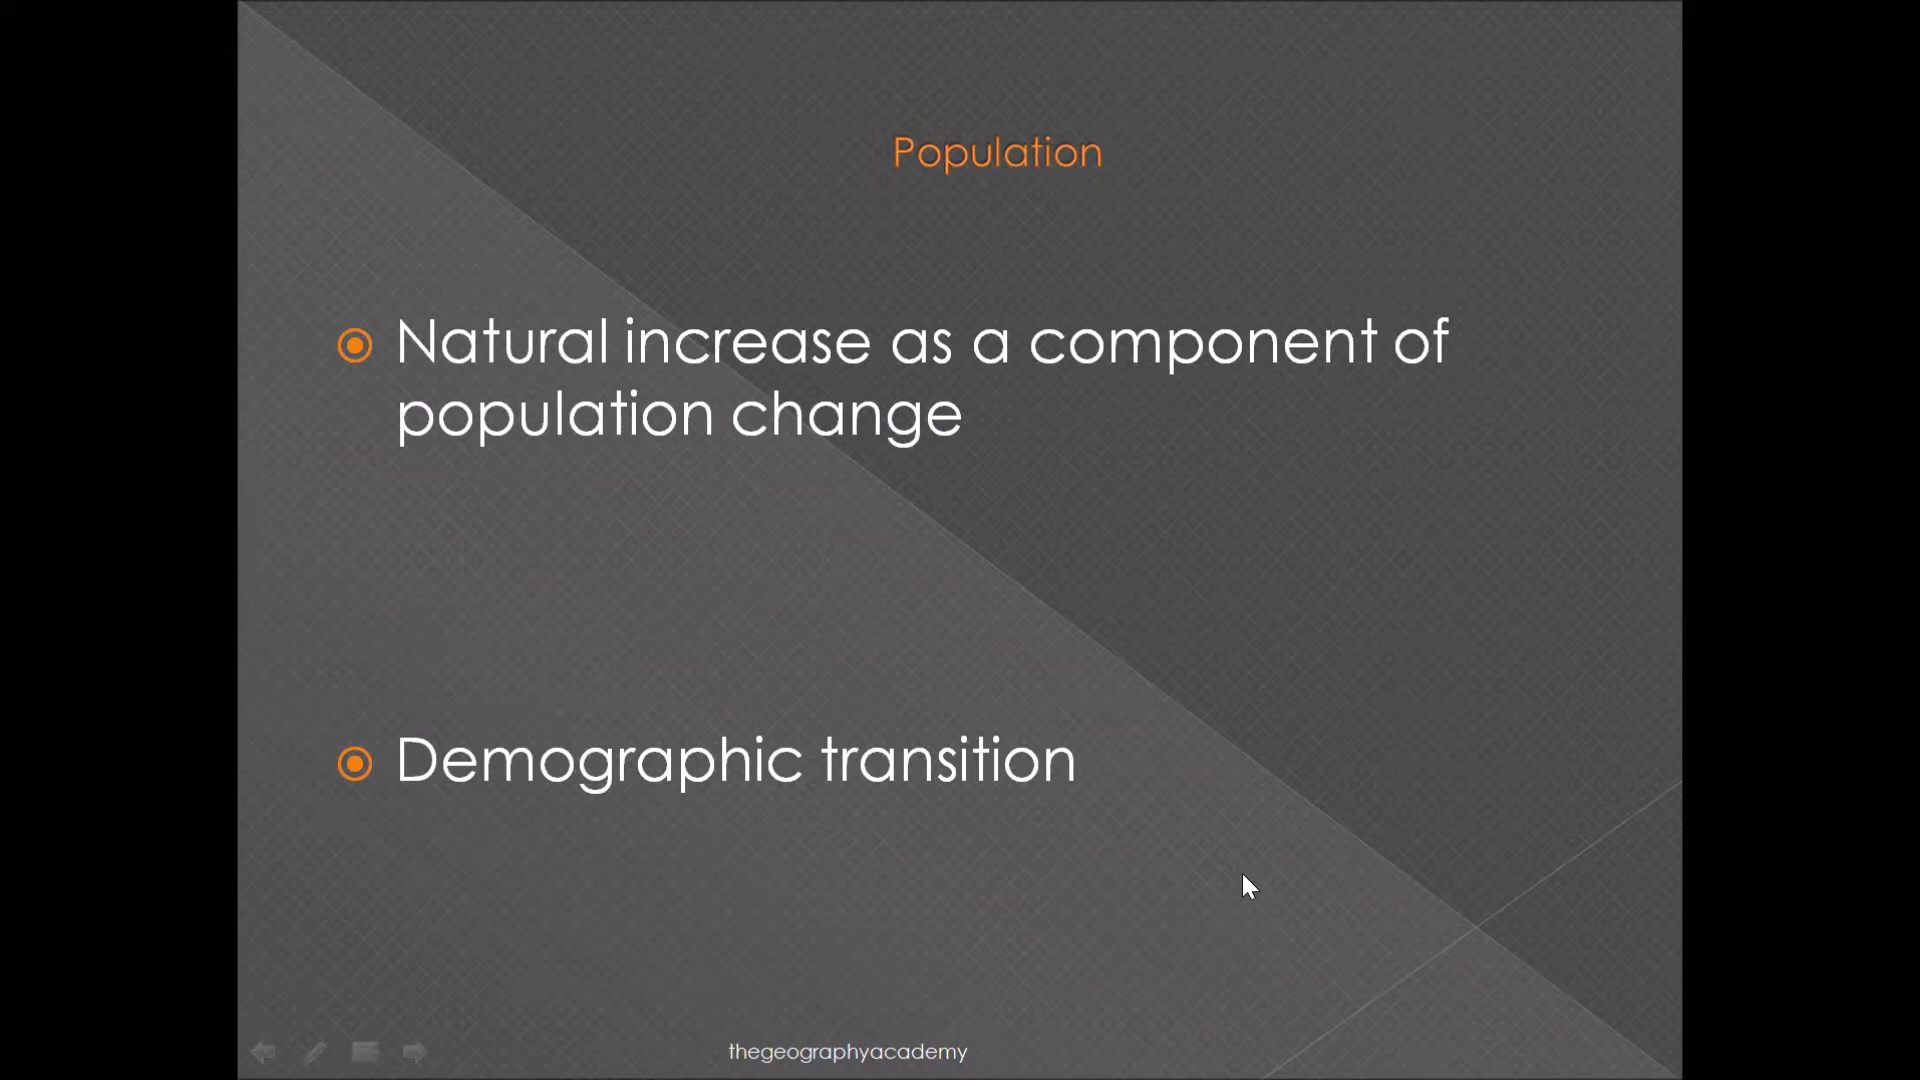 Population
Natural increase as a component of
population change
Demographic transition
thegeographyacademy